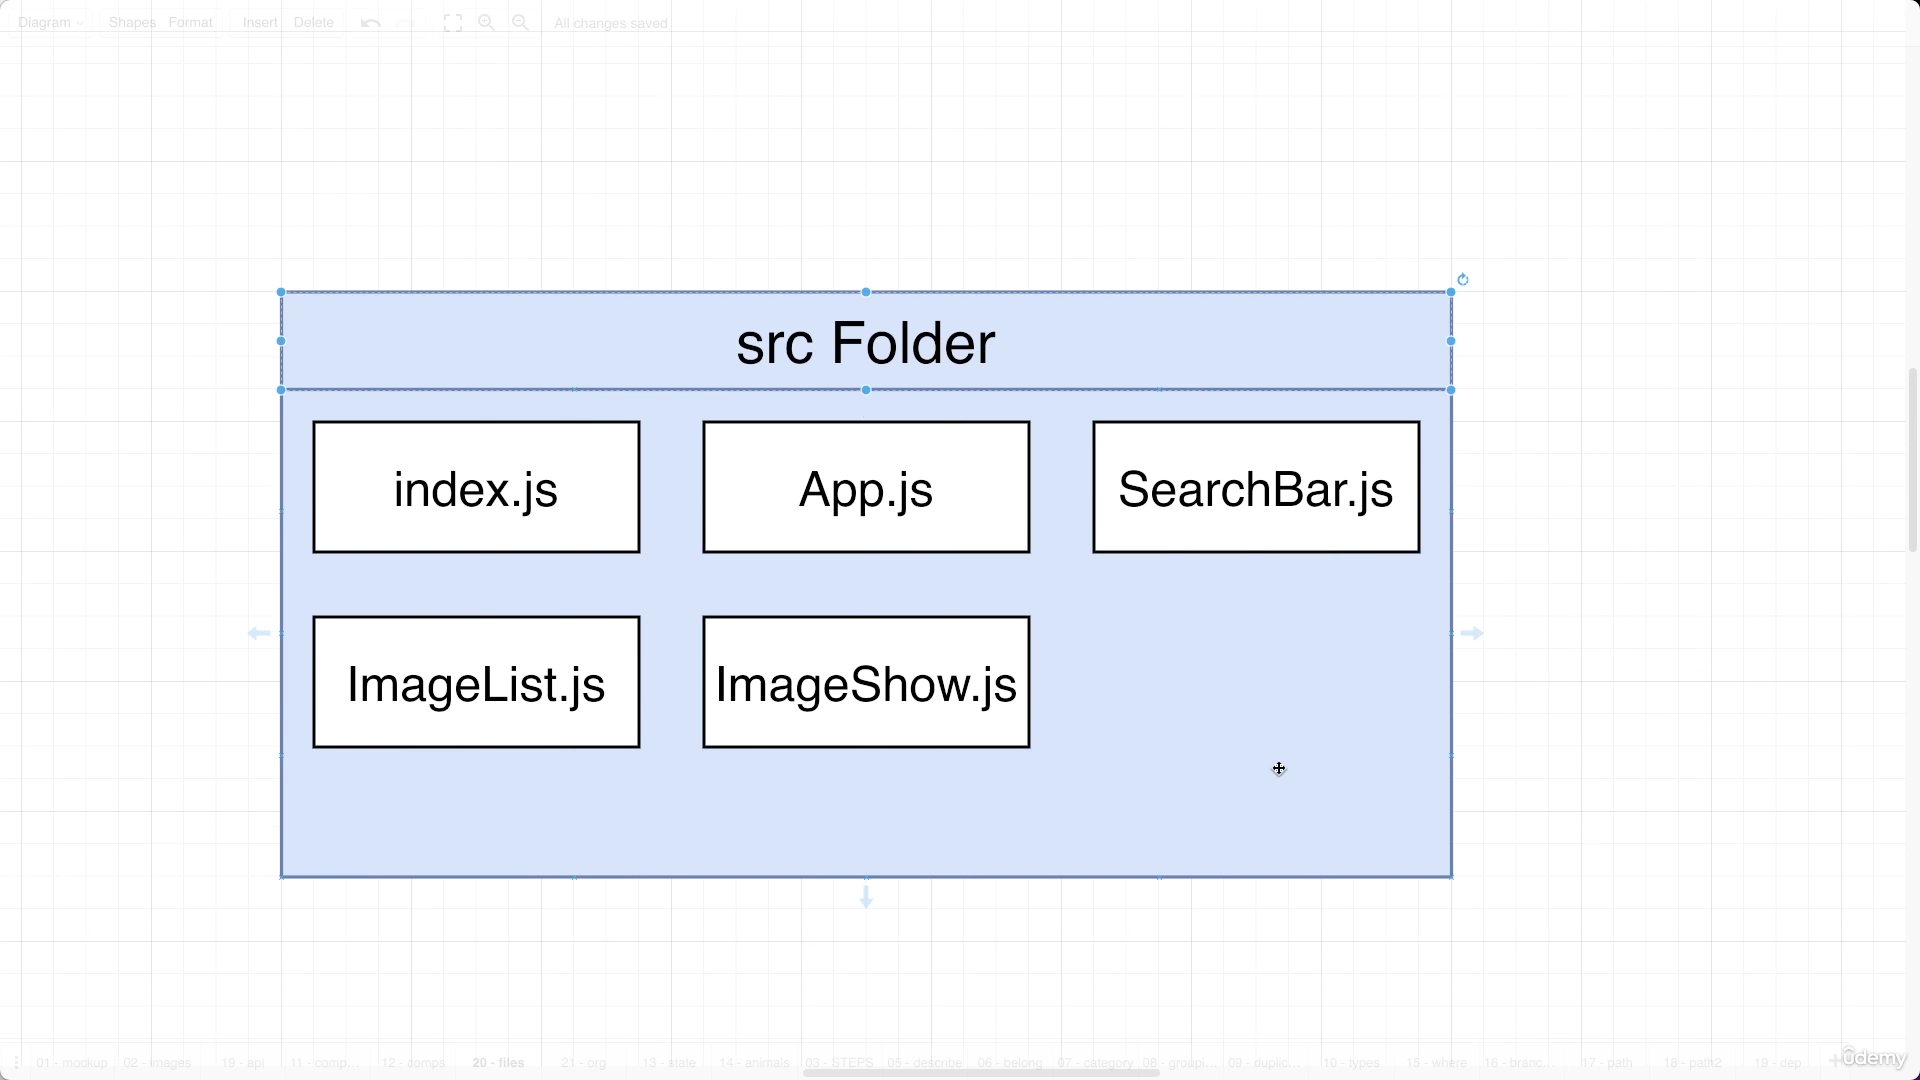 Diagram Shapes Format Insert Delete All changes saved
src Folder
index.js App.js SearchBar.js
ImageList.js ImageShow.js
01 - mockup 02 - images 19 - api 11 - comp... 12 - comps 20 - files 21 - org 13 - state 14 - animals 03 - STEPS 05 - describe 06 - belong 07 - category 08 - groupi... 09 - duplic... 10 - types 15 - where 16 - branc... 17 - path 18 - path2 19 - dep
ûdemy